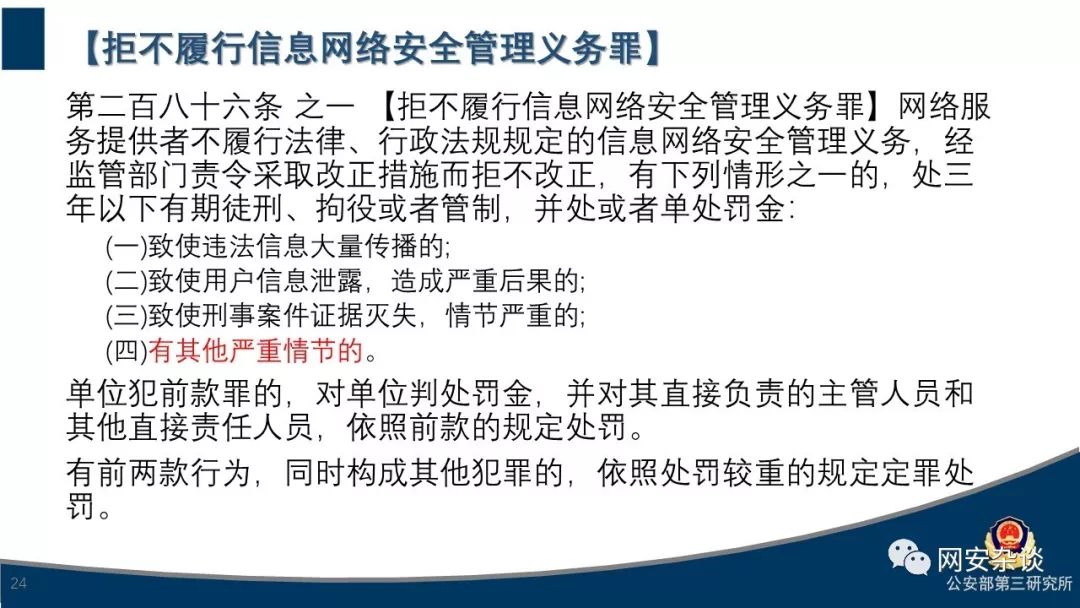 【拒不履行信息网络安全管理义务罪】
第二百八十六条 之一 【拒不履行信息网络安全管理义务罪】网络服
务提供者不履行法律、行政法规规定的信息网络安全管理义务，经
监管部门责令采取改正措施而拒不改正，有下列情形之一的，处三
年以下有期徒刑、拘役或者管制，并处或者单处罚金：
(一)致使违法信息大量传播的;
(二)致使用户信息泄露，造成严重后果的;
(三)致使刑事案件证据灭失，情节严重的;
(四)有其他严重情节的。
单位犯前款罪的，对单位判处罚金，并对其直接负责的主管人员和
其他直接责任人员，依照前款的规定处罚。
有前两款行为，同时构成其他犯罪的，依照处罚较重的规定定罪处
罚。
网安杂谈
公安部第三研究所
24